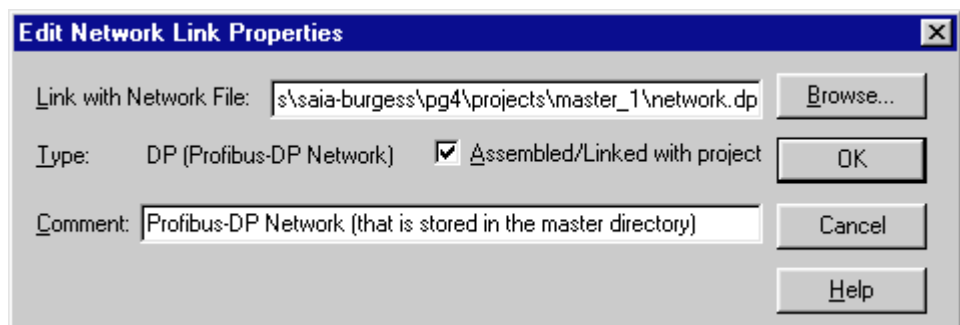 Edit Network Link Properties
Link with Network File: s\saia-burgess\pg4\projects\master_1\network.dp Browse...
Type: DP (Profibus-DP Network) Assembled/Linked with project OK
Comment: Profibus-DP Network (that is stored in the master directory) Cancel
Help